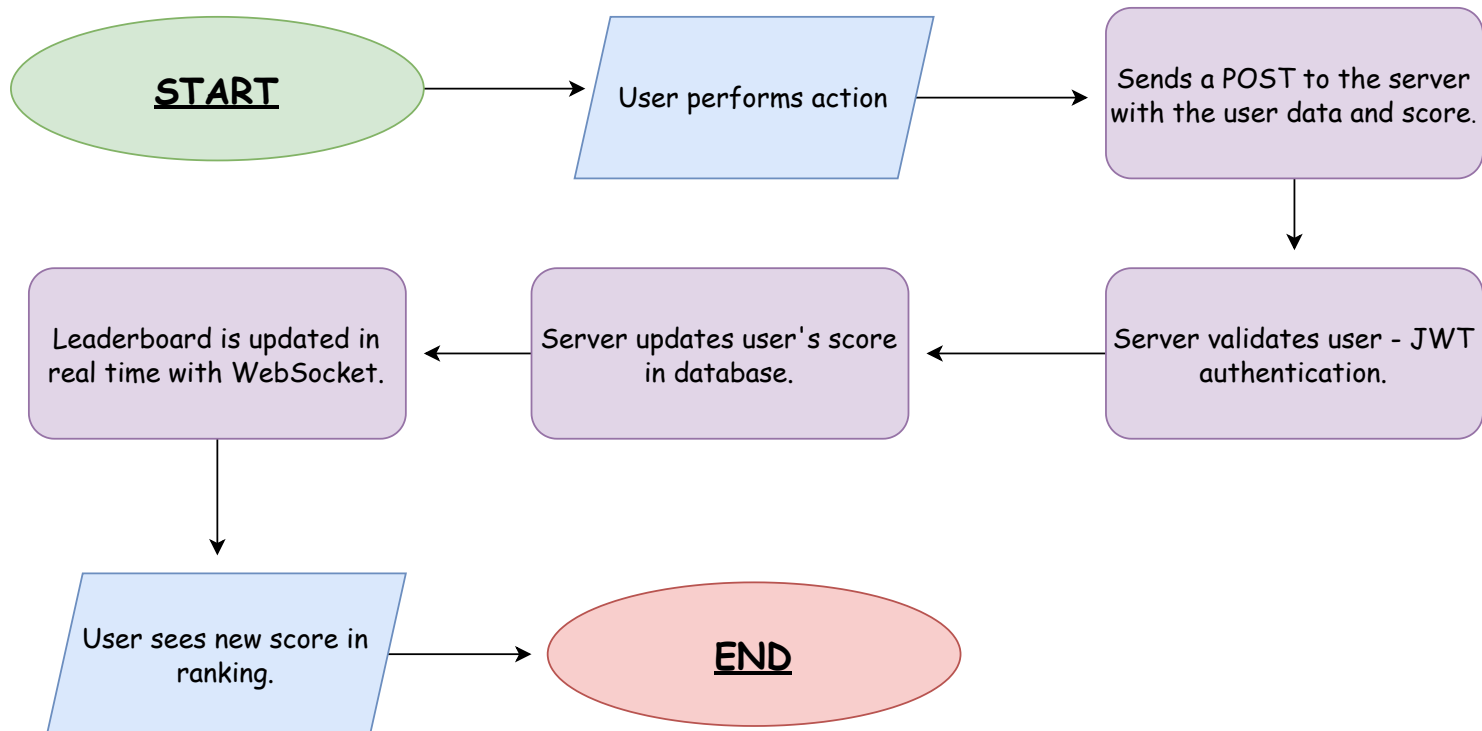 START
User performs action
Sends a POST to the server
with the user data and score.
Server validates user - JWT
authentication.
Server updates user's score
in database.
Leaderboard is updated in
real time with WebSocket.
User sees new score in
ranking.
END